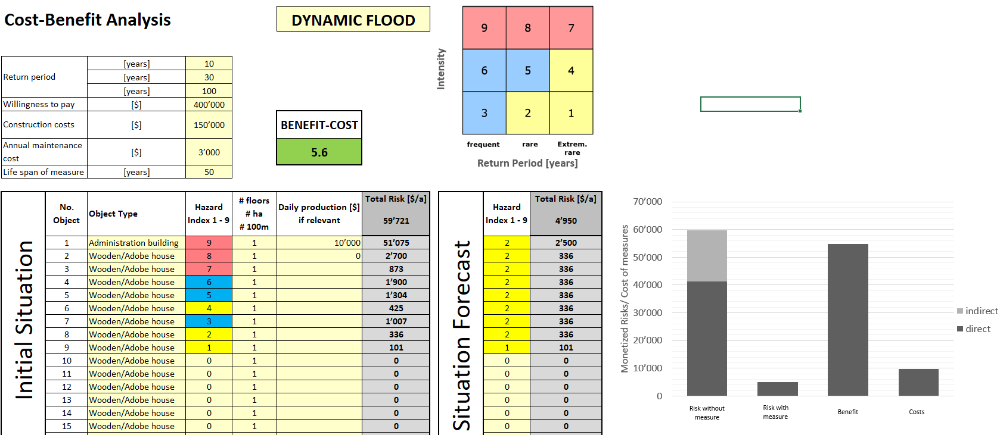 Cost-Benefit Analysis
DYNAMIC FLOOD
Return period
[years] 10
[years] 30
[years] 100
Willingness to pay [$] 400’000
Construction costs [$] 150’000
Annual maintenance
cost
[$] 3’000
Life span of measure [years] 50
BENEFIT-COST
5.6
Intensity
9 8 7
6 5 4
3 2 1
frequent rare Extrem.
rare
Return Period [years]
Initial Situation
No.
Object
Object Type
Hazard
Index 1 - 9
# floors
# ha
# 100m
Daily production [$]
if relevant
Total Risk [$/a]
59’721
1 Administration building 9 1 10’000 51’075
2 Wooden/Adobe house 8 1 0 2’700
3 Wooden/Adobe house 7 1 873
4 Wooden/Adobe house 6 1 1’900
5 Wooden/Adobe house 5 1 1’304
6 Wooden/Adobe house 4 1 425
7 Wooden/Adobe house 3 1 1’007
8 Wooden/Adobe house 2 1 336
9 Wooden/Adobe house 1 1 101
10 Wooden/Adobe house 0 1 0
11 Wooden/Adobe house 0 1 0
12 Wooden/Adobe house 0 1 0
13 Wooden/Adobe house 0 1 0
14 Wooden/Adobe house 0 1 0
15 Wooden/Adobe house 0 1 0
Situation Forecast
Hazard
Index 1 - 9
Total Risk [$/a]
4’950
2 2’500
2 336
2 336
2 336
2 336
2 336
2 336
2 336
1 101
0 0
0 0
0 0
0 0
0 0
0 0
Monetized Risks/ Cost of measures
70’000
60’000
50’000
40’000
30’000
20’000
10’000
0
Risk without
measure
Risk with
measure
Benefit
Costs
indirect
direct